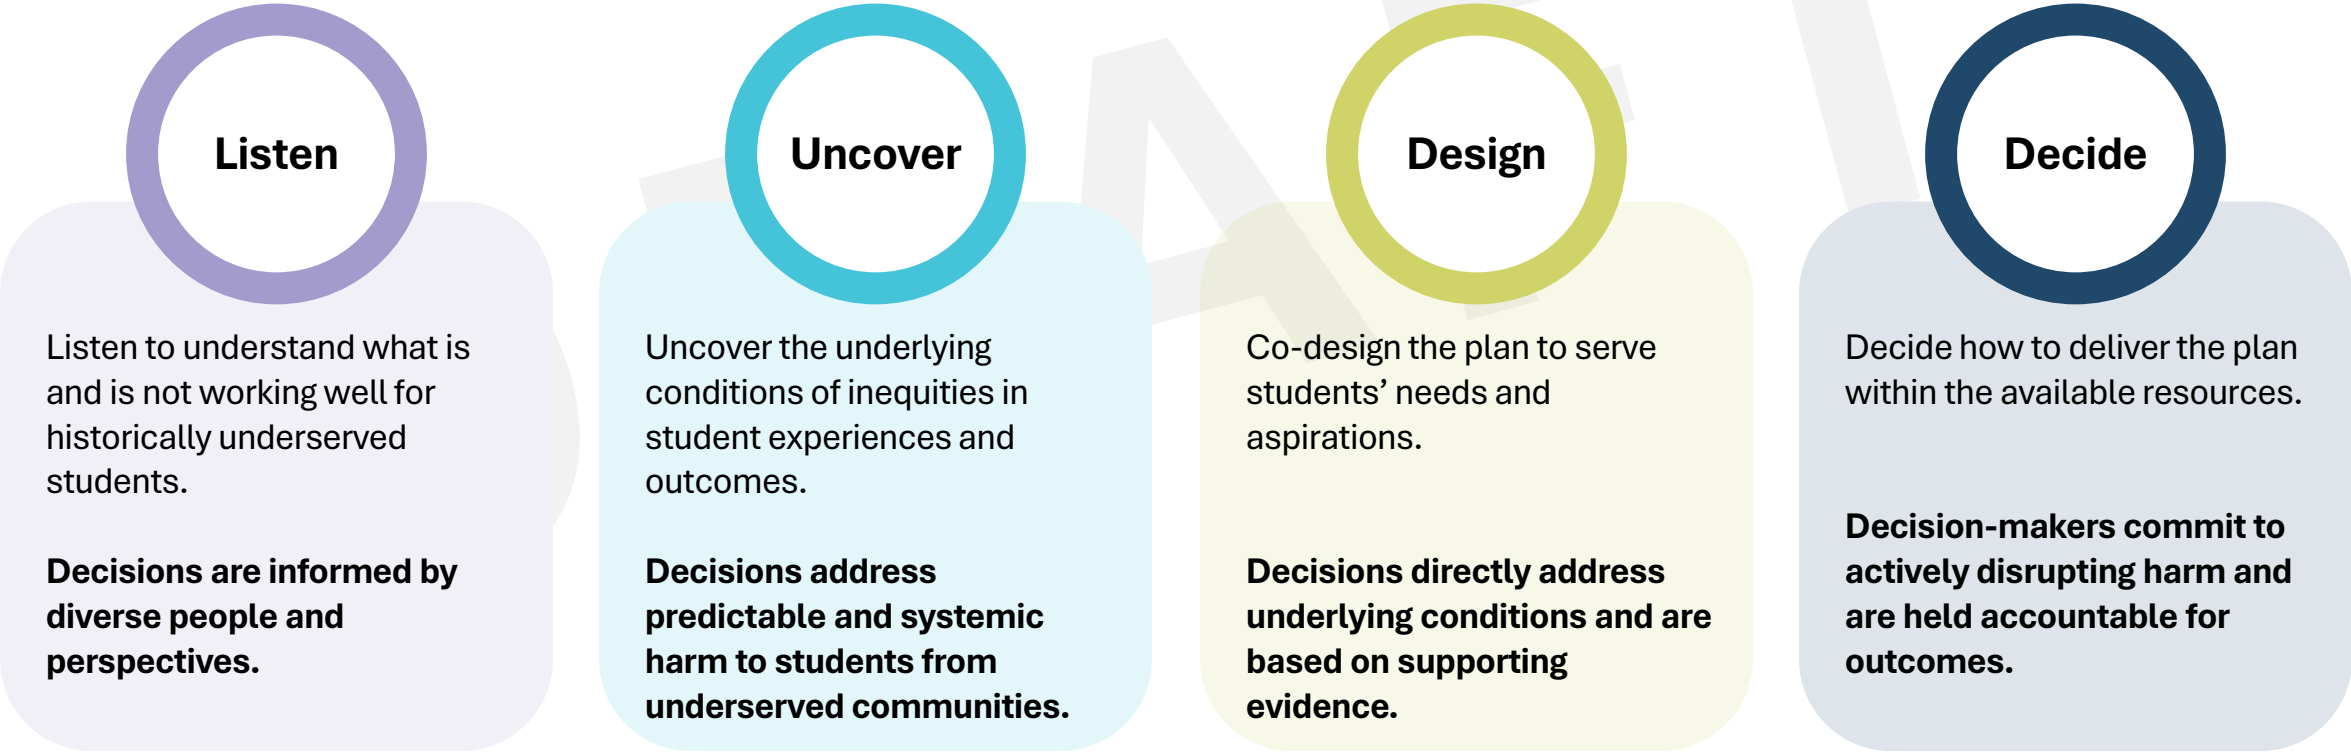 Listen
Listen to understand what is
and is not working well for
historically underserved
students.
Decisions are informed by
diverse people and
perspectives.
Uncover
Uncover the underlying
conditions of inequities in
student experiences and
outcomes.
Decisions address
predictable and systemic
harm to students from
underserved communities.
Design
Co-design the plan to serve
students’ needs and
aspirations.
Decisions directly address
underlying conditions and are
based on supporting
evidence.
Decide
Decide how to deliver the plan
within the available resources.
Decision-makers commit to
actively disrupting harm and
are held accountable for
outcomes.